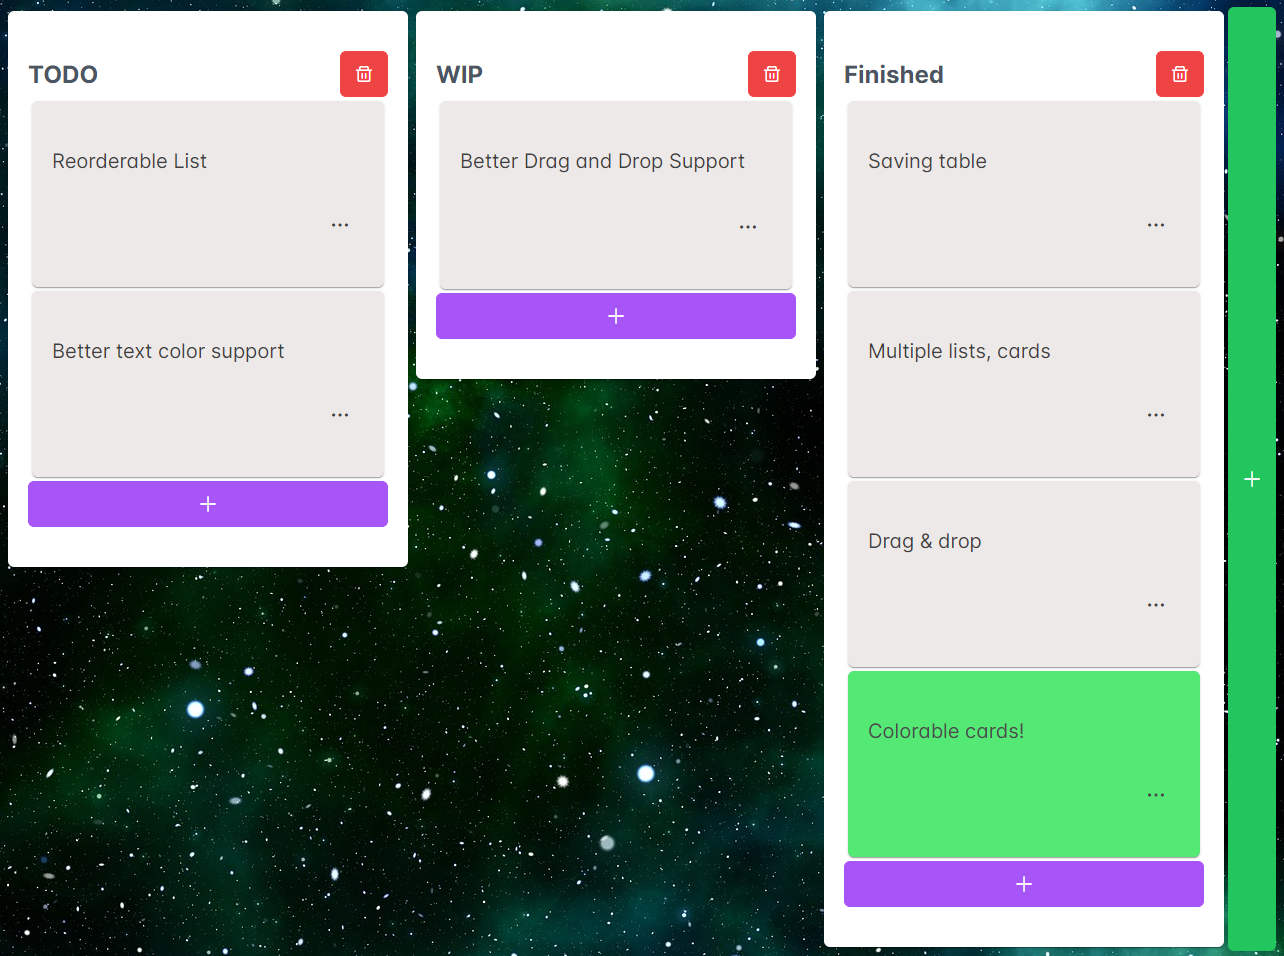 TODO
Reorderable List
...
Better text color support
...
+
WIP
Better Drag and Drop Support
...
+
Finished
Saving table
...
Multiple lists, cards
...
Drag & drop
...
Colorable cards!
...
+
+